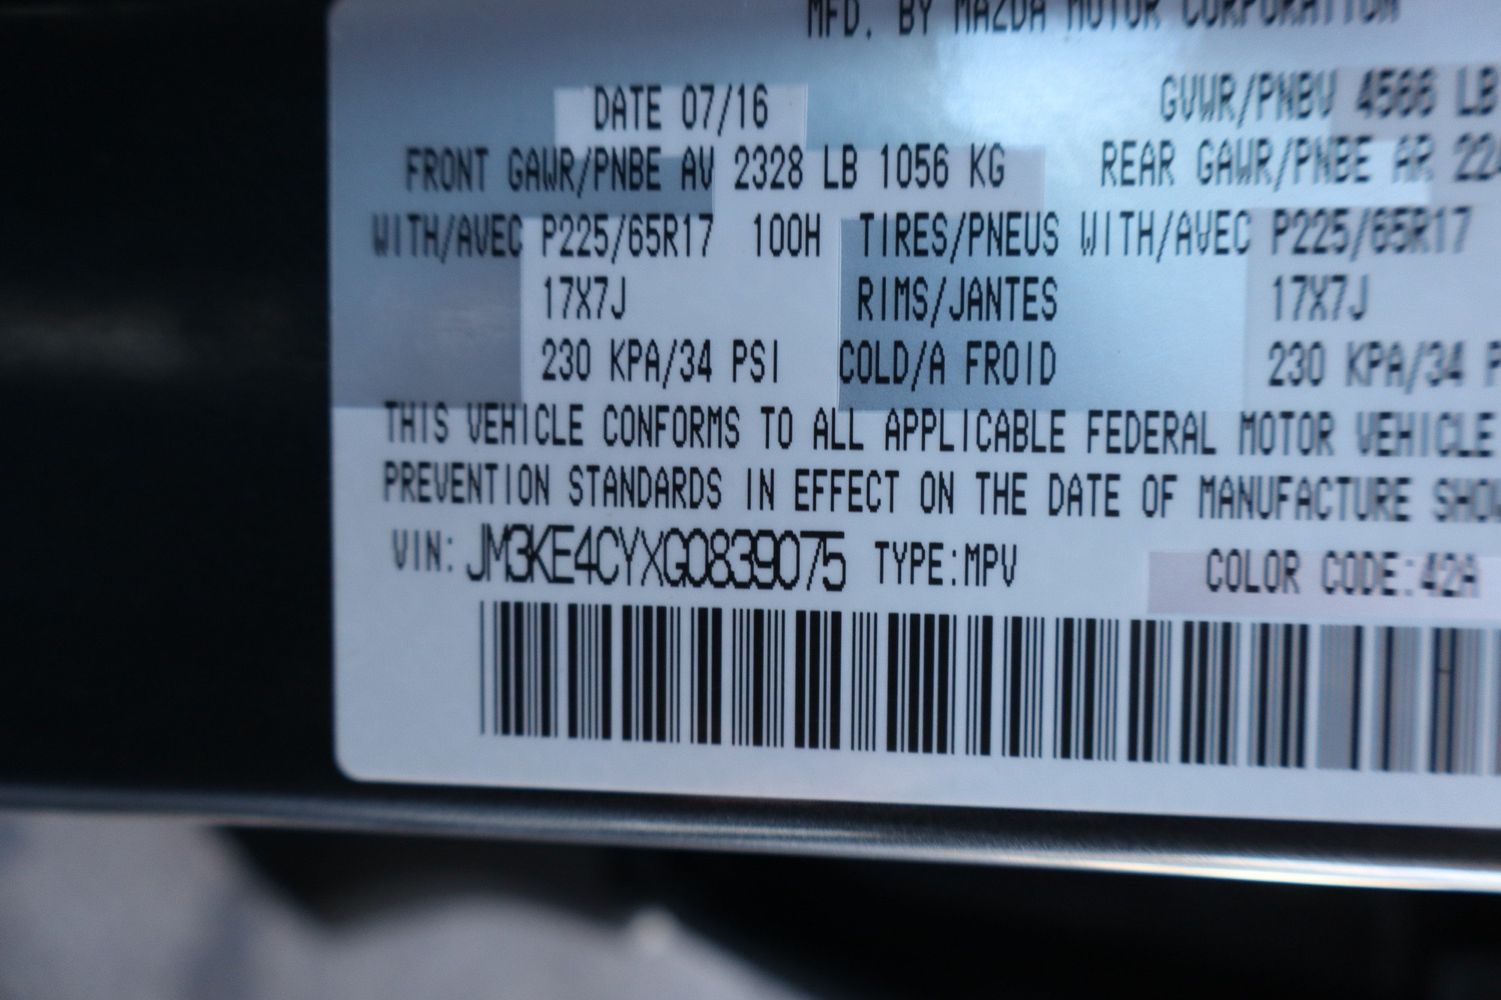 MFD. BY MAZDA MOTOR CORPORATION
DATE 07/16 GVWR/PNBV 4566 LB
FRONT GAWR/PNBE AV 2328 LB 1056 KG REAR GAWR/PNBE AR 224
WITH/AVEC P225/65R17 100H TIRES/PNEUS WITH/AVEC P225/65R17
17X7J RIMS/JANTES 17X7J
230 KPA/34 PSI COLD/A FROID 230 KPA/34 P
THIS VEHICLE CONFORMS TO ALL APPLICABLE FEDERAL MOTOR VEHICLE
PREVENTION STANDARDS IN EFFECT ON THE DATE OF MANUFACTURE SHOW
VIN: JM3KE4CYXG0839075 TYPE:MPV COLOR CODE:42A